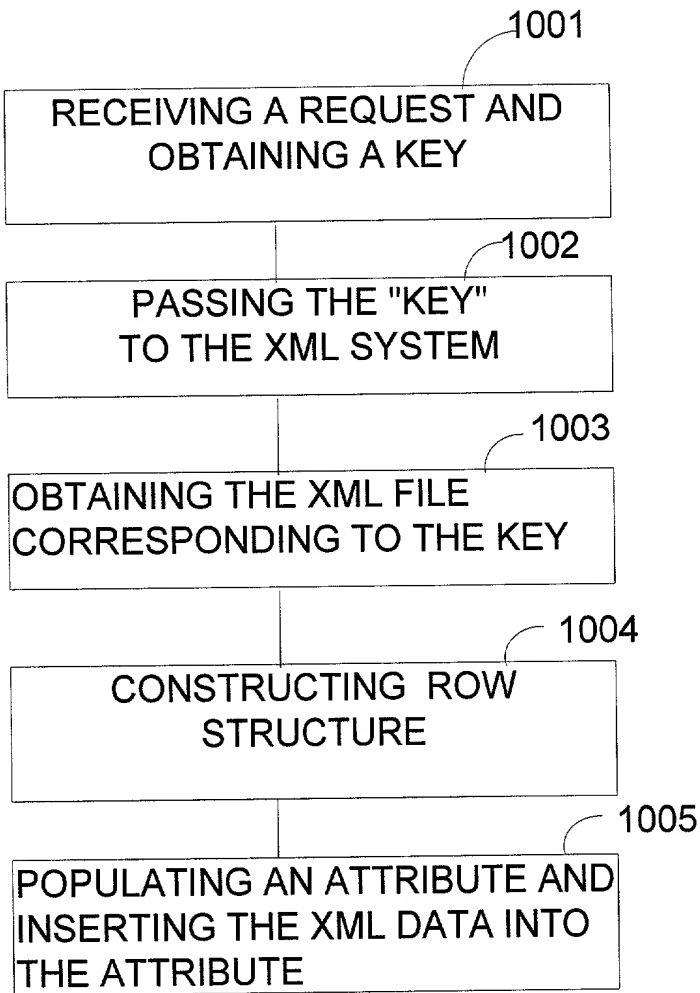 1001
RECEIVING A REQUEST AND
OBTAINING A KEY
1002
PASSING THE "KEY"
TO THE XML SYSTEM
1003
OBTAINING THE XML FILE
CORRESPONDING TO THE KEY
1004
CONSTRUCTING ROW
STRUCTURE
1005
POPULATING AN ATTRIBUTE AND
INSERTING THE XML DATA INTO
THE ATTRIBUTE